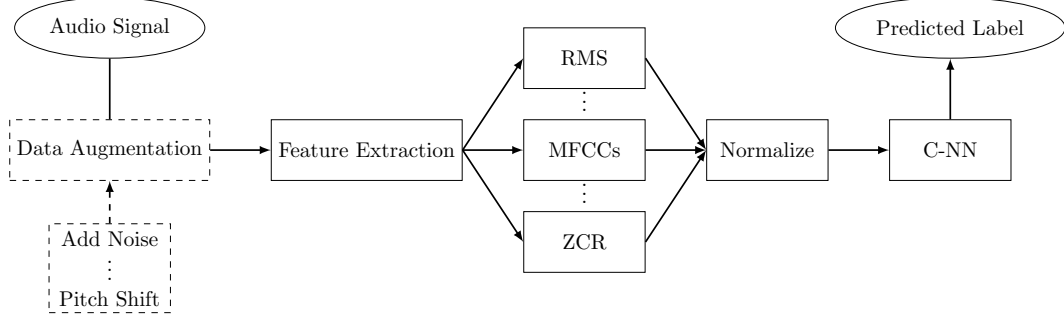 Audio Signal
Predicted Label
RMS
Data Augmentation
Feature Extraction
MFCCs
Normalize
C-NN
Add Noise
ZCR
Pitch Shift